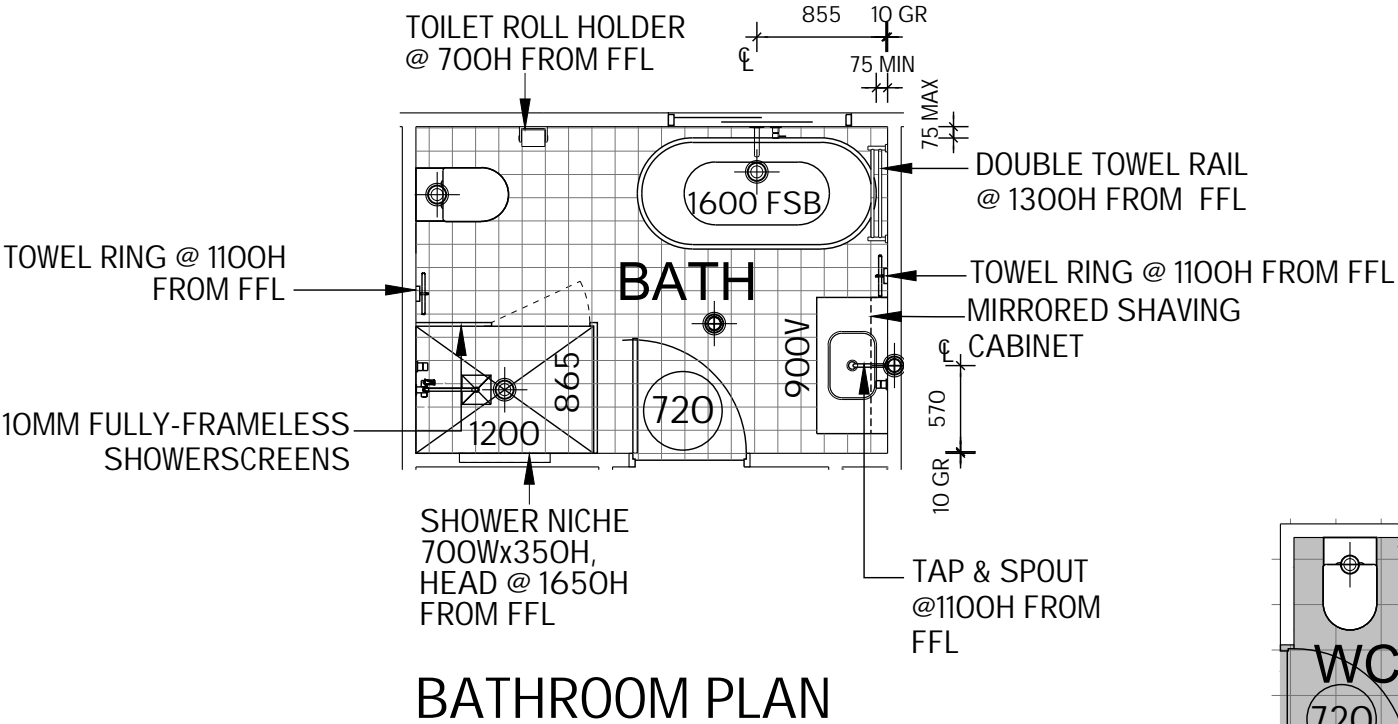 TOILET ROLL HOLDER
@ 700H FROM FFL
855
10 GR
℄
75 MIN
75 MAX
DOUBLE TOWEL RAIL
@ 1300H FROM FFL
1600 FSB
TOWEL RING @ 1100H
FROM FFL
BATH
TOWEL RING @ 1100H FROM FFL
MIRRORED SHAVING
CABINET
℄
900V
865
720
570
10 GR
1200
10MM FULLY-FRAMELESS
SHOWERSCREENS
SHOWER NICHE
700Wx350H,
HEAD @ 1650H
FROM FFL
TAP & SPOUT
@1100H FROM
FFL
WC
720
BATHROOM PLAN